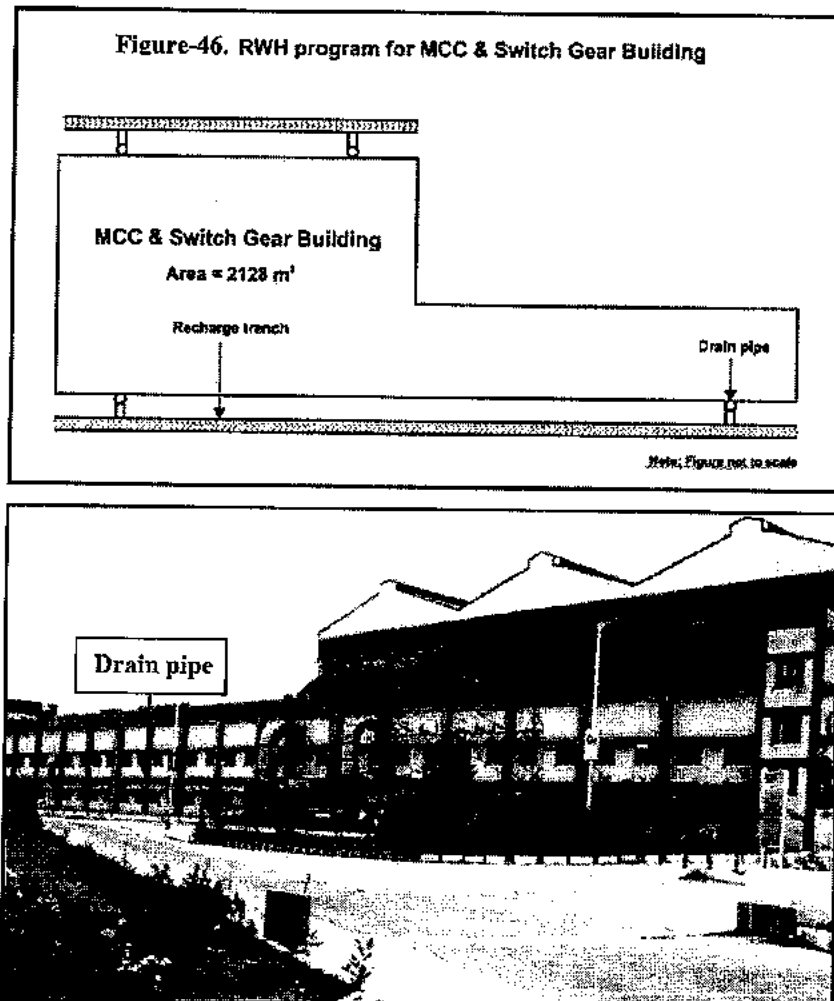 Figure-46. RWH program for MCC & Switch Gear Building
MCC & Switch Gear Building
Area = 2128 m²
Recharge trench
Drain pipe
Note: Figure not to scale
Drain pipe